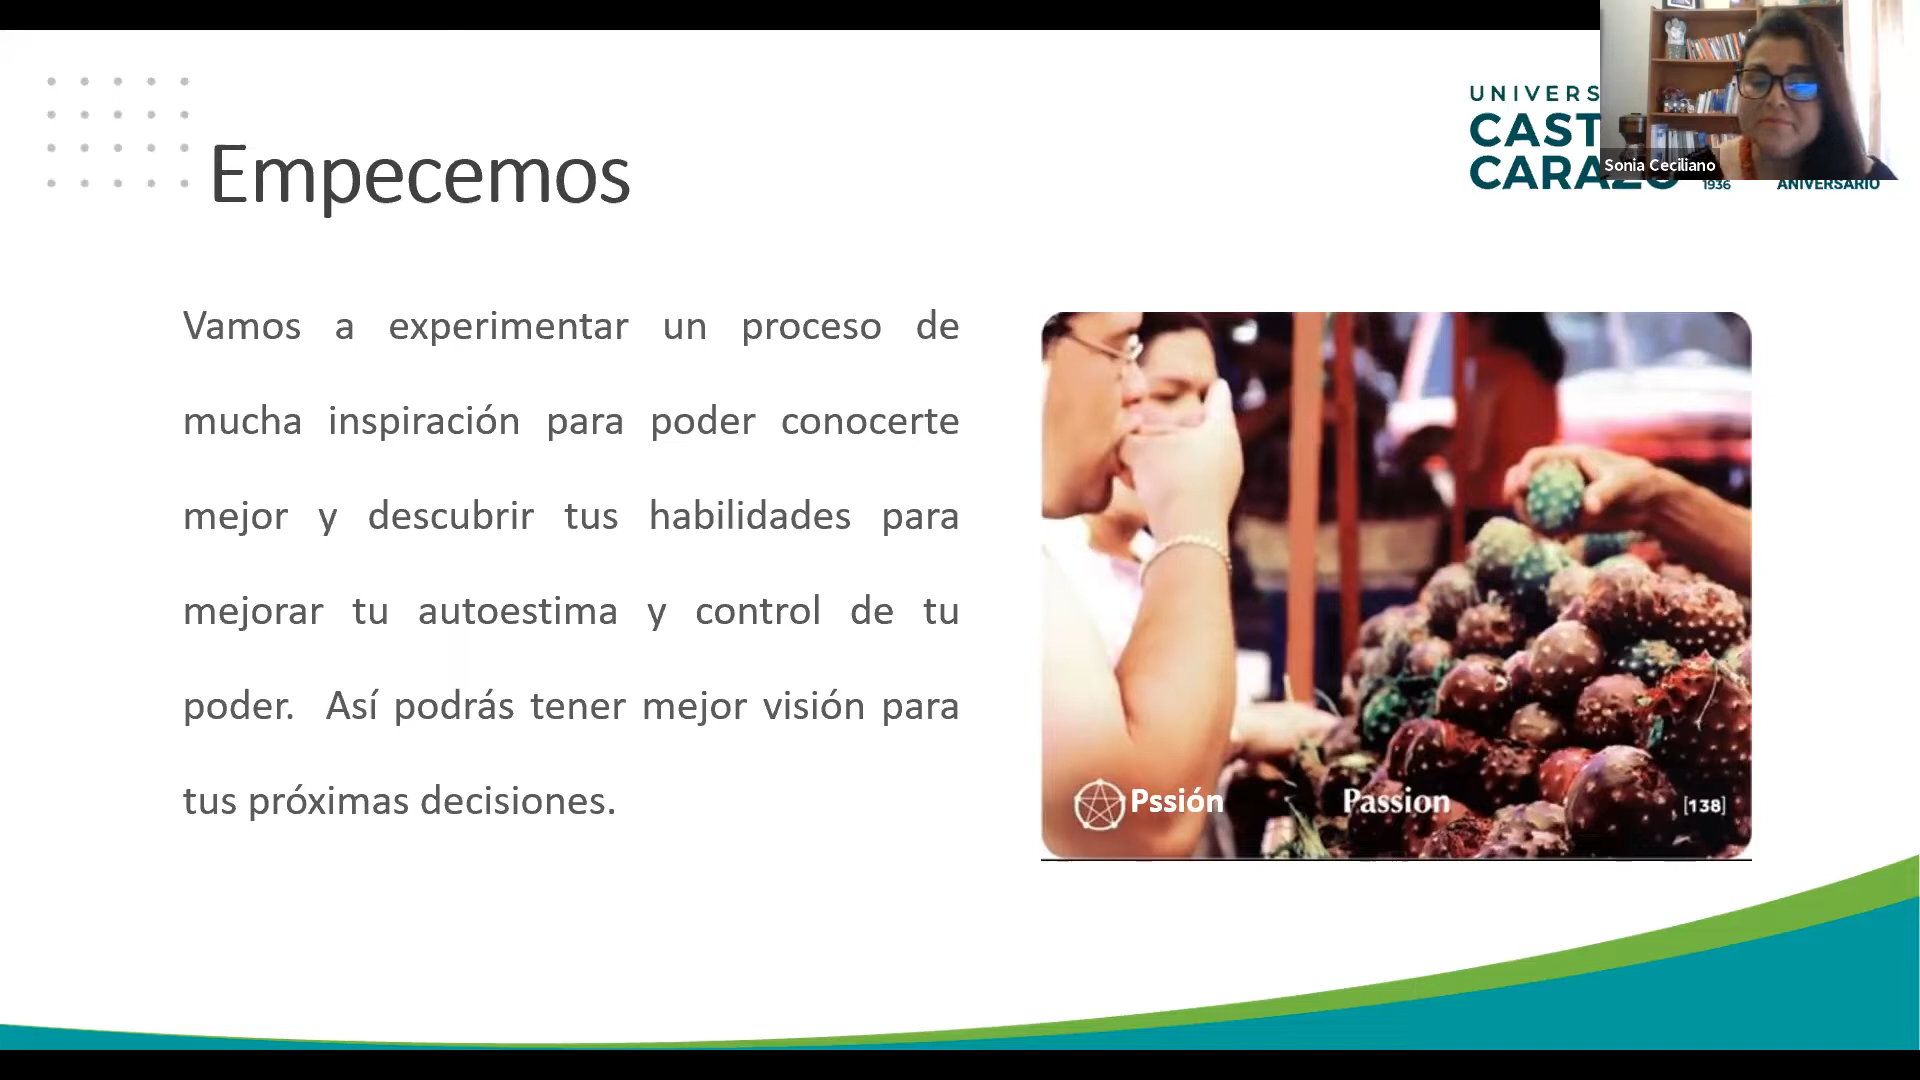 Empecemos
Vamos a experimentar un proceso de
mucha inspiración para poder conocerte
mejor y descubrir tus habilidades para
mejorar tu autoestima y control de tu
poder. Así podrás tener mejor visión para
tus próximas decisiones.
Pssión Passion [138]
UNIVERS
CAST
CARAZO
1936 ANIVERSARIO
Sonia Ceciliano